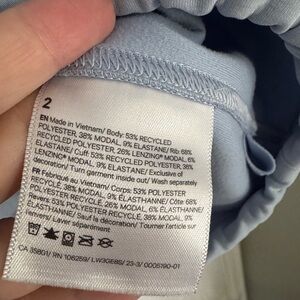 2
EN Made in Vietnam/ Body: 53% RECYCLED
POLYESTER, 38% MODAL, 9% ELASTANE/ Rib: 68%
RECYCLED POLYESTER, 26% LENZING® MODAL, 6%
ELASTANE/ Cuff: 53% RECYCLED POLYESTER, 38%
LENZING® MODAL, 9% ELASTANE/ Exclusive of
decoration/ Turn garment inside out/ Wash separately
FR Fabriqué au Vietnam/ Corps: 53% POLYESTER
RECYCLÉ, 38% MODAL, 9% ÉLASTHANNE/ Côte: 68%
POLYESTER RECYCLÉ, 26% MODAL, 6% ÉLASTHANNE/
Revers: 53% POLYESTER RECYCLÉ, 38% MODAL, 9%
ÉLASTHANNE/ Sauf la décoration/ Tourner l'article sur
l'envers/ Laver séparément
CA 35801/ RN 106259/ LW3GE8S/ 23-3/ 0005190-01